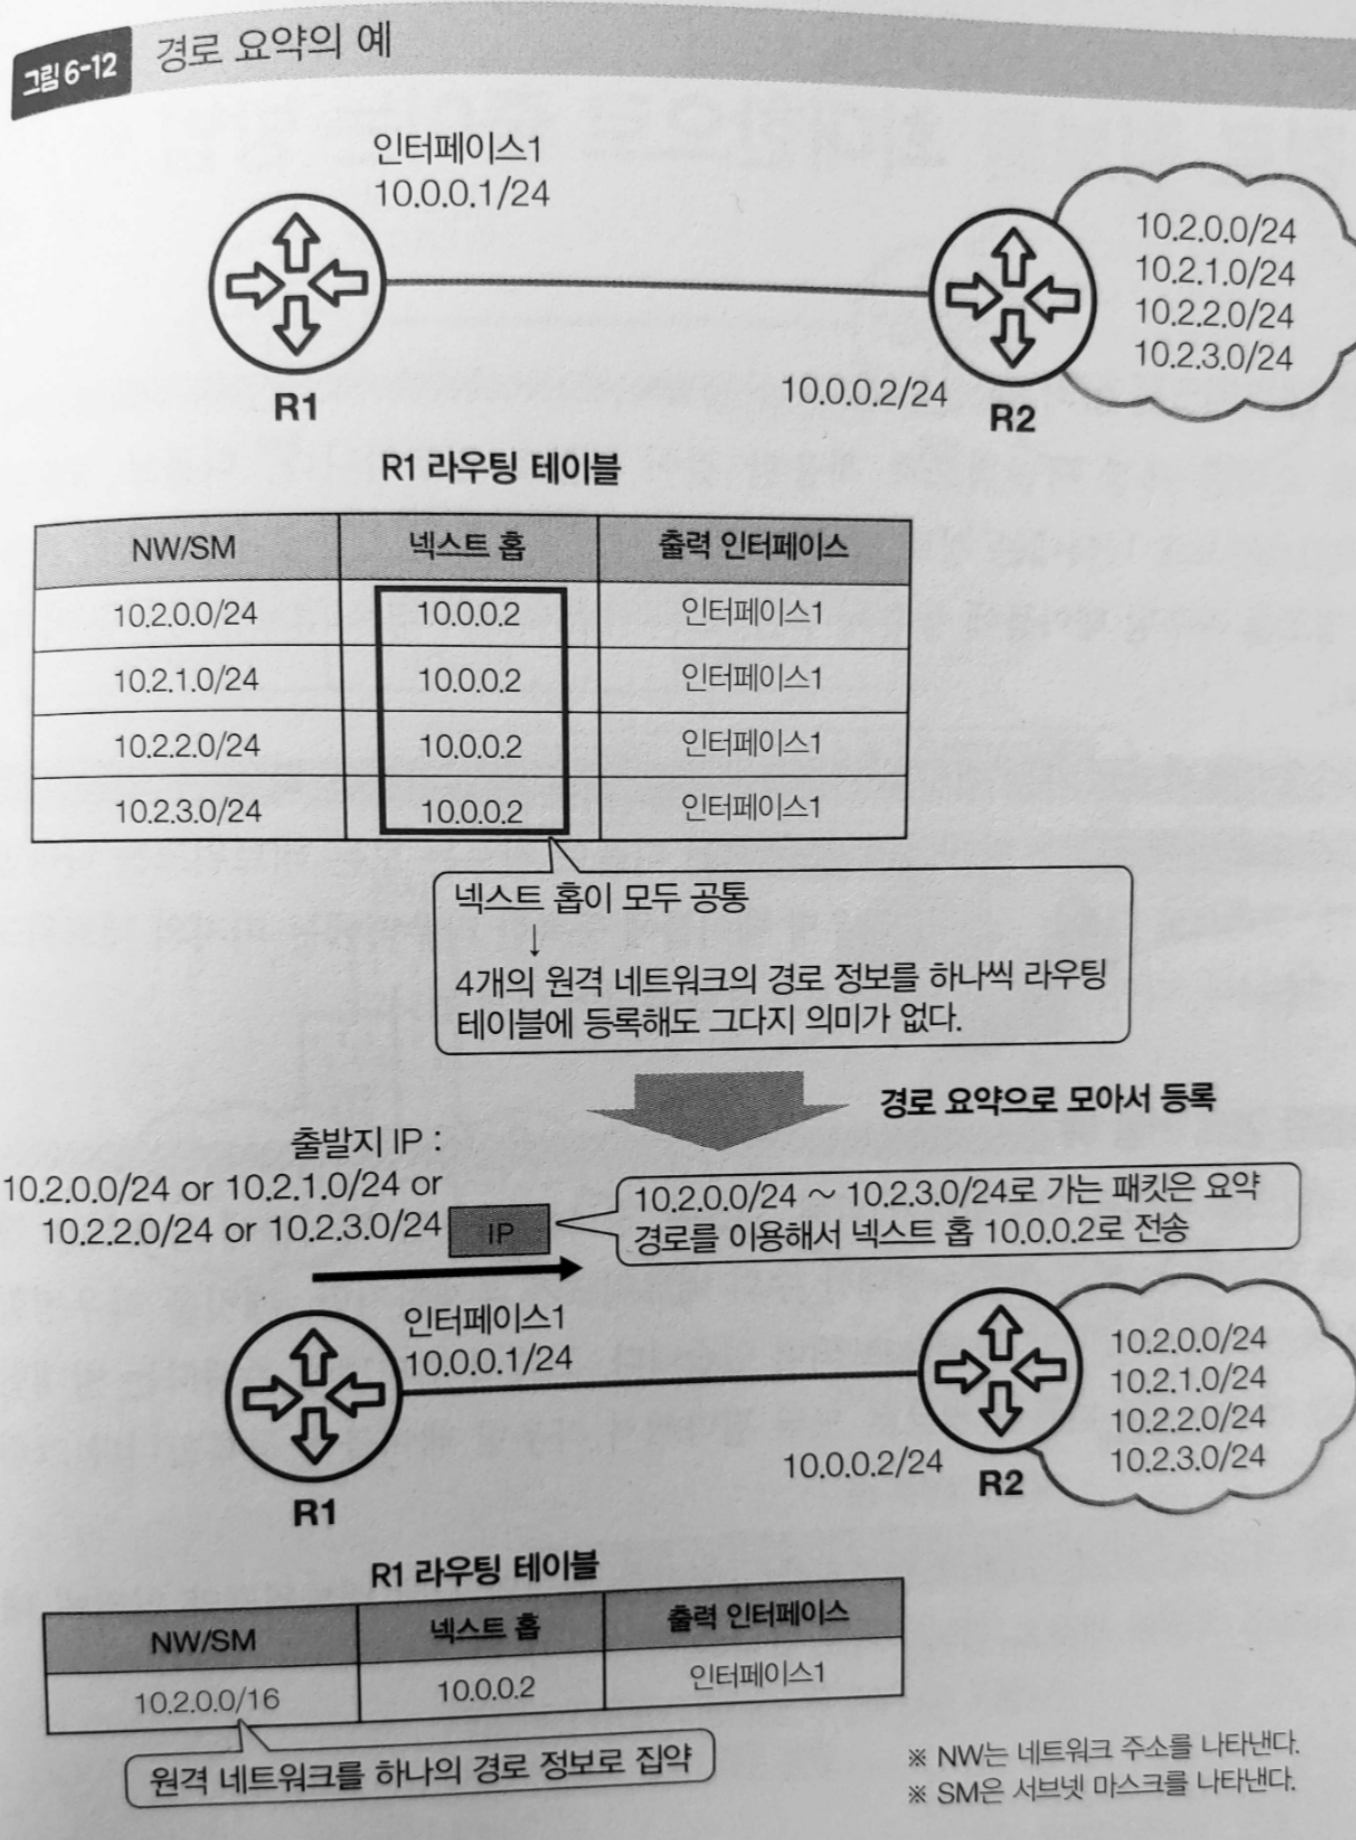 그림 6-12 경로 요약의 예
인터페이스1
10.0.0.1/24
10.2.0.0/24
10.2.1.0/24
10.2.2.0/24
10.2.3.0/24
10.0.0.2/24
R1
R2
R1 라우팅 테이블
NW/SM 넥스트 홉 출력 인터페이스
10.2.0.0/24 10.0.0.2 인터페이스1
10.2.1.0/24 10.0.0.2 인터페이스1
10.2.2.0/24 10.0.0.2 인터페이스1
10.2.3.0/24 10.0.0.2 인터페이스1
넥스트 홉이 모두 공통
↓
4개의 원격 네트워크의 경로 정보를 하나씩 라우팅
테이블에 등록해도 그다지 의미가 없다.
경로 요약으로 모아서 등록
출발지 IP :
10.2.0.0/24 or 10.2.1.0/24 or
10.2.2.0/24 or 10.2.3.0/24
IP
10.2.0.0/24 ~ 10.2.3.0/24로 가는 패킷은 요약
경로를 이용해서 넥스트 홉 10.0.0.2로 전송
인터페이스1
10.0.0.1/24
10.2.0.0/24
10.2.1.0/24
10.2.2.0/24
10.2.3.0/24
10.0.0.2/24
R1
R2
R1 라우팅 테이블
NW/SM 넥스트 홉 출력 인터페이스
10.2.0.0/16 10.0.0.2 인터페이스1
원격 네트워크를 하나의 경로 정보로 집약
※ NW는 네트워크 주소를 나타낸다.
※ SM은 서브넷 마스크를 나타낸다.